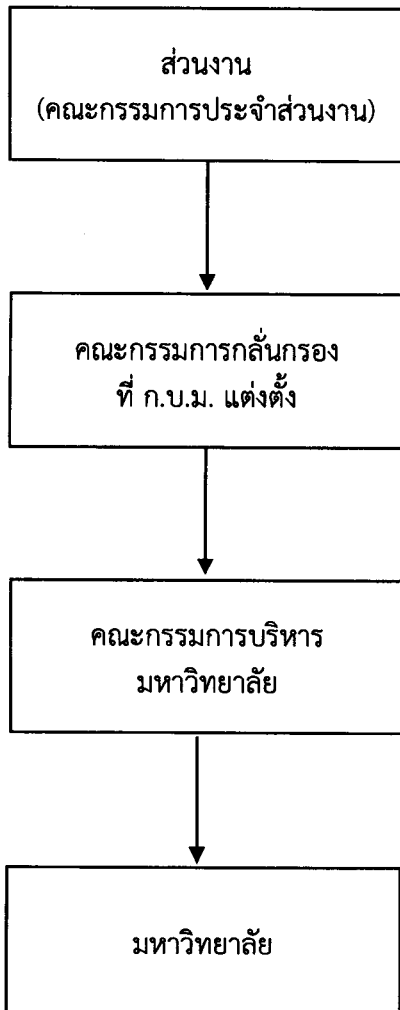 ส่วนงาน
(คณะกรรมการประจำส่วนงาน)
คณะกรรมการกลั่นกรอง
ที่ ก.บ.ม. แต่งตั้ง
คณะกรรมการบริหาร
มหาวิทยาลัย
มหาวิทยาลัย